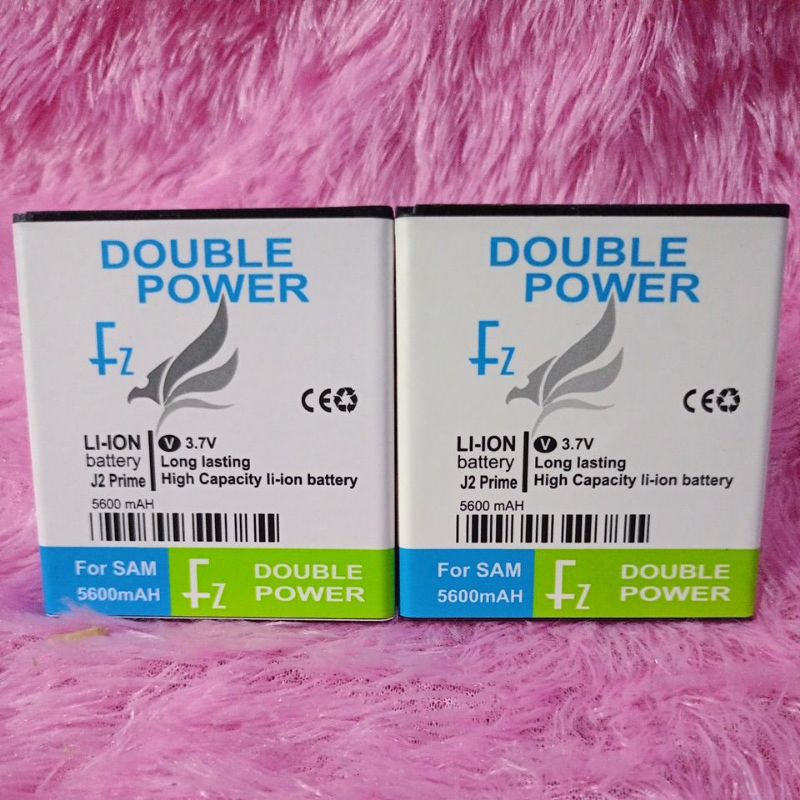 DOUBLE
POWER
Fz
CE
LI-ION
battery
J2 Prime
V 3.7V
Long lasting
High Capacity li-ion battery
5600 mAH
For SAM
5600mAH
Fz
DOUBLE
POWER
DOUBLE
POWER
Fz
CE
LI-ION
battery
J2 Prime
V 3.7V
Long lasting
High Capacity li-ion battery
5600 mAH
For SAM
5600mAH
Fz
DOUBLE
POWER